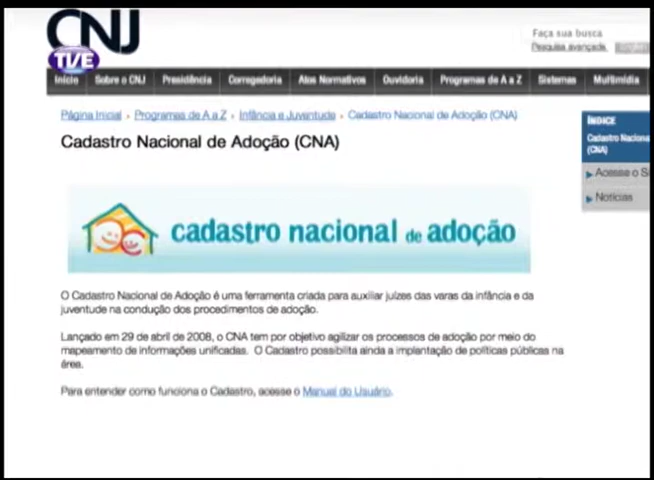 CNJ
TVE
Faça sua busca
Pesquisa avançada
English
Início Sobre o CNJ Presidência Corregedoria Atos Normativos Ouvidoria Programas de A a Z Sistemas Multimídia
Página Inicial › Programas de A a Z › Infância e Juventude › Cadastro Nacional de Adoção (CNA)
ÍNDICE
Cadastro Naciona
(CNA)
Acesse o S
Notícias
Cadastro Nacional de Adoção (CNA)
cadastro nacional de adoção
O Cadastro Nacional de Adoção é uma ferramenta criada para auxiliar juízes das varas da infância e da
juventude na condução dos procedimentos de adoção.
Lançado em 29 de abril de 2008, o CNA tem por objetivo agilizar os processos de adoção por meio do
mapeamento de informações unificadas. O Cadastro possibilita ainda a implantação de políticas públicas na
área.
Para entender como funciona o Cadastro, acesse o Manual do Usuário.